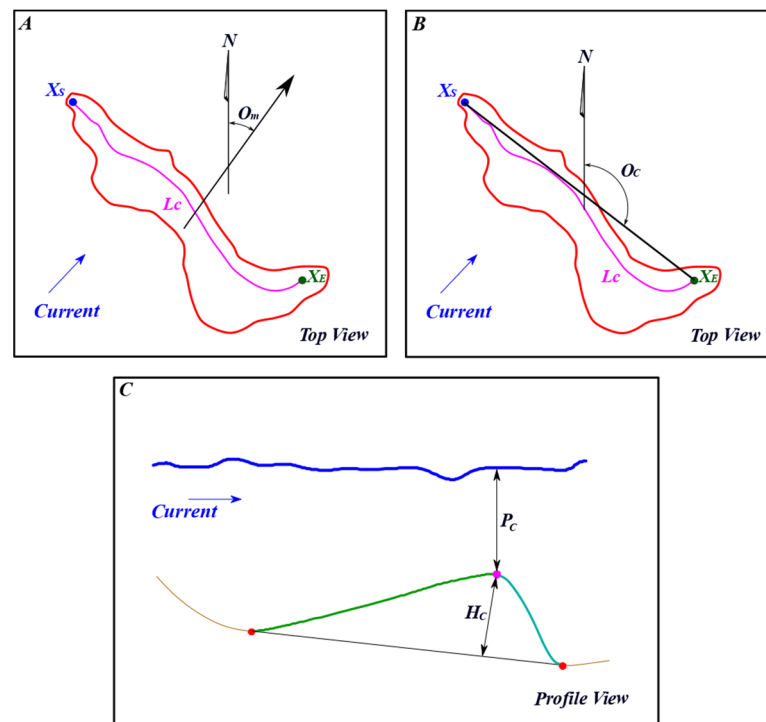 A
N
Xs
Om
Lc
XE
Current
Top View
B
N
Xs
Oc
Lc
XE
Current
Top View
C
Current
Pc
Hc
Profile View